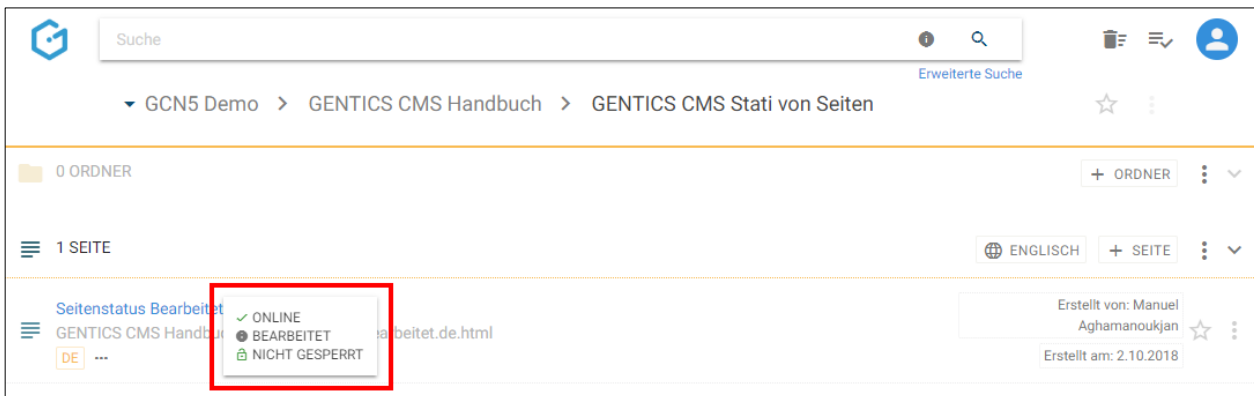 Suche
Erweiterte Suche
GCN5 Demo > GENTICS CMS Handbuch > GENTICS CMS Stati von Seiten
0 ORDNER
+ ORDNER
1 SEITE
ENGLISCH
+ SEITE
Seitenstatus Bearbeitet
GENTICS CMS
beitet.de.html
DE
ONLINE
BEARBEITET
NICHT GESPERRT
Erstellt von: Manuel
Aghamanoukjan
Erstellt am: 2.10.2018